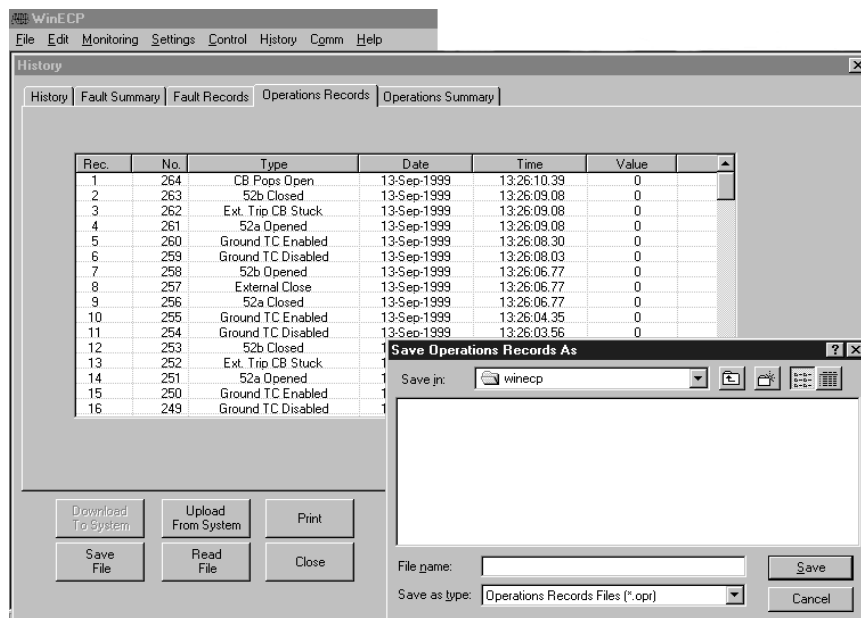 WinECP
File Edit Monitoring Settings Control History Comm Help
History
History Fault Summary Fault Records Operations Records Operations Summary
Rec. No. Type Date Time Value
1 264 CB Pops Open 13-Sep-1999 13:26:10.39 0
2 263 52b Closed 13-Sep-1999 13:26:09.08 0
3 262 Ext. Trip CB Stuck 13-Sep-1999 13:26:09.08 0
4 261 52a Opened 13-Sep-1999 13:26:09.08 0
5 260 Ground TC Enabled 13-Sep-1999 13:26:08.30 0
6 259 Ground TC Disabled 13-Sep-1999 13:26:08.03 0
7 258 52b Opened 13-Sep-1999 13:26:06.77 0
8 257 External Close 13-Sep-1999 13:26:06.77 0
9 256 52a Closed 13-Sep-1999 13:26:06.77 0
10 255 Ground TC Enabled 13-Sep-1999 13:26:04.35 0
11 254 Ground TC Disabled 13-Sep-1999 13:26:03.56 0
12 253 52b Closed 1
13 252 Ext. Trip CB Stuck 1
14 251 52a Opened 1
15 250 Ground TC Enabled 1
16 249 Ground TC Disabled 1
Download To System
Upload From System
Print
Save File
Read File
Close
Save Operations Records As
Save in: winecp
File name:
Save
Save as type: Operations Records Files (*.opr)
Cancel